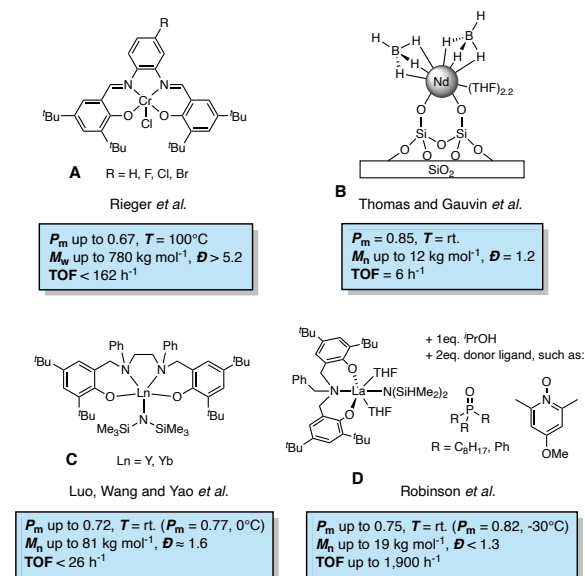 R
N
N
Cr
ᵗBu
O
O
ᵗBu
Cl
ᵗBu
ᵗBu
A
R = H, F, Cl, Br
Rieger et al.
Pm up to 0.67, T = 100°C
Mw up to 780 kg mol⁻¹, Đ > 5.2
TOF < 162 h⁻¹
H
H
H
B
H
H
B
H
H
H
Nd
(THF)2.2
O
O
Si
Si
O
O
O
O
O
SiO2
B
Thomas and Gauvin et al.
Pm = 0.85, T = rt.
Mn up to 12 kg mol⁻¹, Đ = 1.2
TOF = 6 h⁻¹
Ph
Ph
ᵗBu
N
N
ᵗBu
O
Ln
O
ᵗBu
ᵗBu
N
Me3Si
SiMe3
C
Ln = Y, Yb
Luo, Wang and Yao et al.
Pm up to 0.72, T = rt. (Pm = 0.77, 0°C)
Mn up to 81 kg mol⁻¹, Đ ≈ 1.6
TOF < 26 h⁻¹
ᵗBu
ᵗBu
O
THF
Ph
N
La
N(SiHMe2)2
O
THF
ᵗBu
ᵗBu
D
+ 1eq. ⁱPrOH
+ 2eq. donor ligand, such as:
O
P
R
R
R
R = C8H17, Ph
O
N
OMe
Robinson et al.
Pm up to 0.75, T = rt. (Pm = 0.82, -30°C)
Mn up to 19 kg mol⁻¹, Đ < 1.3
TOF up to 1,900 h⁻¹